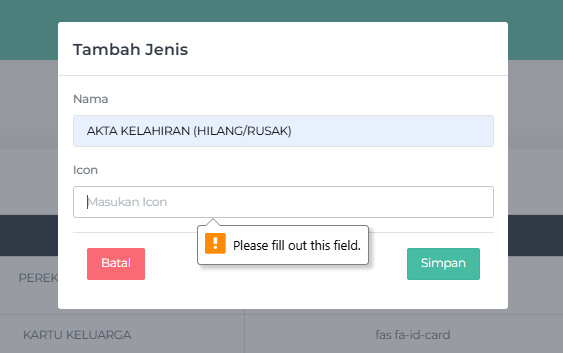 Tambah Jenis
Nama
AKTA KELAHIRAN (HILANG/RUSAK)
Icon
Masukan Icon
Please fill out this field.
Batal
Simpan
PEREK
KARTU KELUARGA
fas fa-id-card